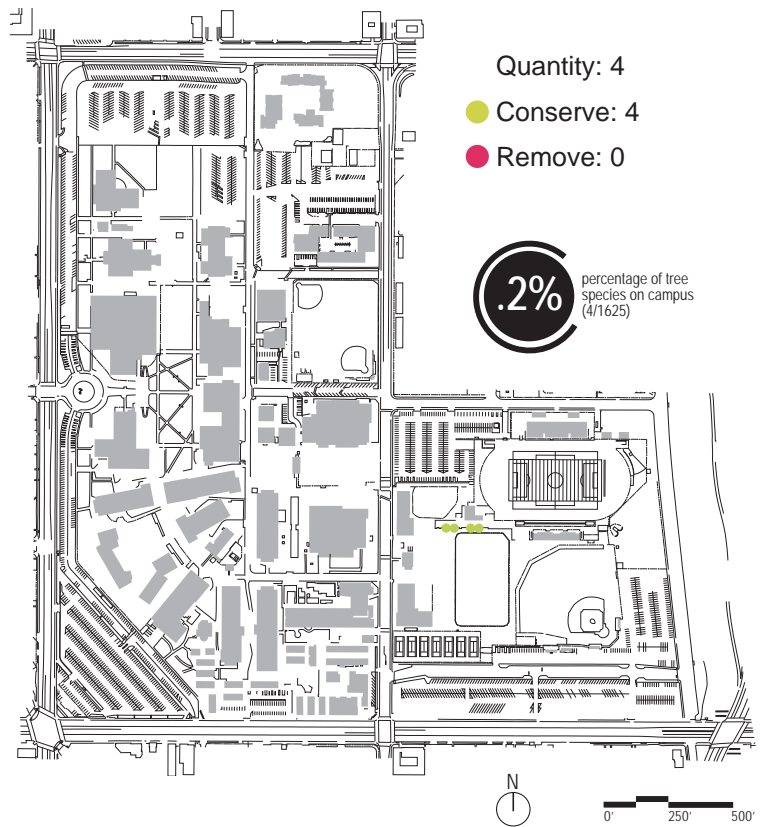 Quantity: 4
Conserve: 4
Remove: 0
.2%
percentage of tree
species on campus
(4/1625)
N
0' 250' 500'